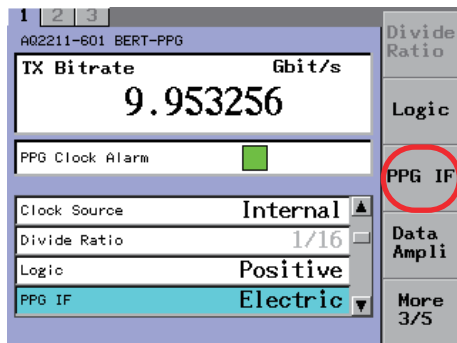 1 2 3
AQ2211-601 BERT-PPG
TX Bitrate Gbit/s
9.953256
PPG Clock Alarm
Clock Source Internal
Divide Ratio 1/16
Logic Positive
PPG IF Electric
Divide
Ratio
Logic
PPG IF
Data
Ampli
More
3/5